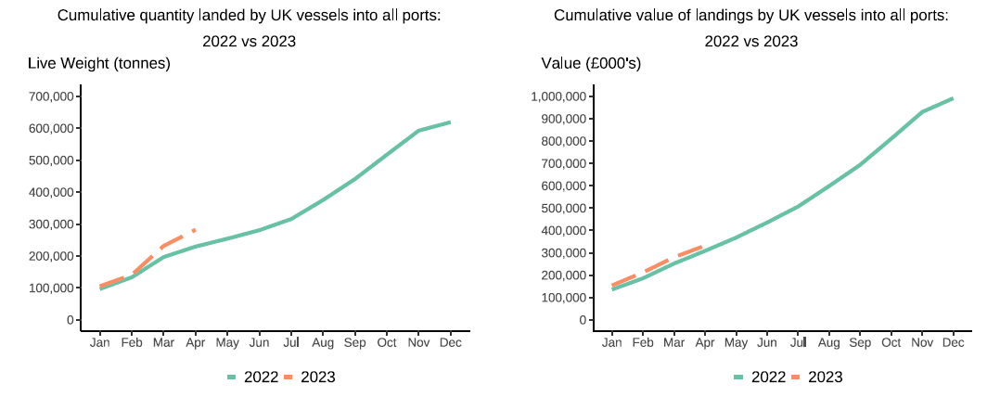 Cumulative quantity landed by UK vessels into all ports:
2022 vs 2023
Live Weight (tonnes)
700,000
600,000
500,000
400,000
300,000
200,000
100,000
0
Jan Feb Mar Apr May Jun Jul Aug Sep Oct Nov Dec
2022 2023
Cumulative value of landings by UK vessels into all ports:
2022 vs 2023
Value (£000's)
1,000,000
900,000
800,000
700,000
600,000
500,000
400,000
300,000
200,000
100,000
0
Jan Feb Mar Apr May Jun Jul Aug Sep Oct Nov Dec
2022 2023